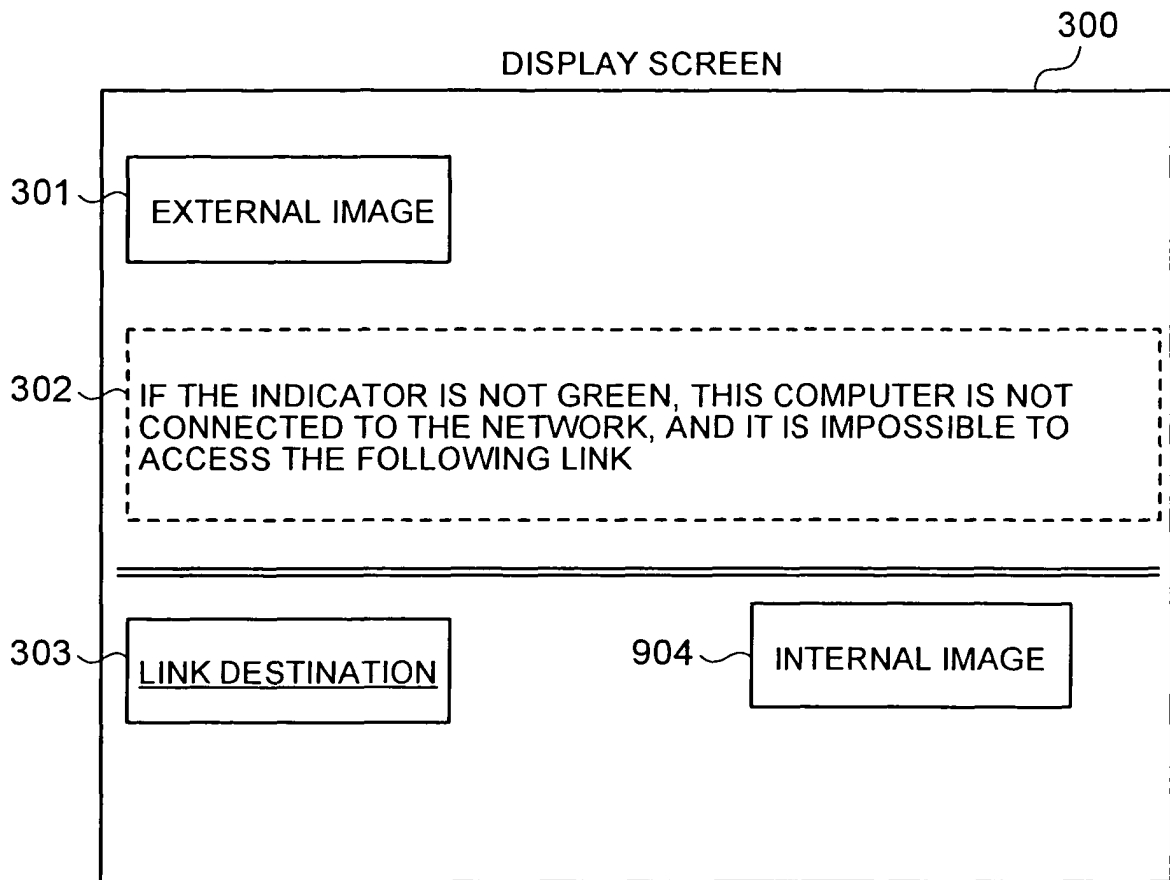 300
DISPLAY SCREEN
301
EXTERNAL IMAGE
302
IF THE INDICATOR IS NOT GREEN, THIS COMPUTER IS NOT
CONNECTED TO THE NETWORK, AND IT IS IMPOSSIBLE TO
ACCESS THE FOLLOWING LINK
303
LINK DESTINATION
904
INTERNAL IMAGE